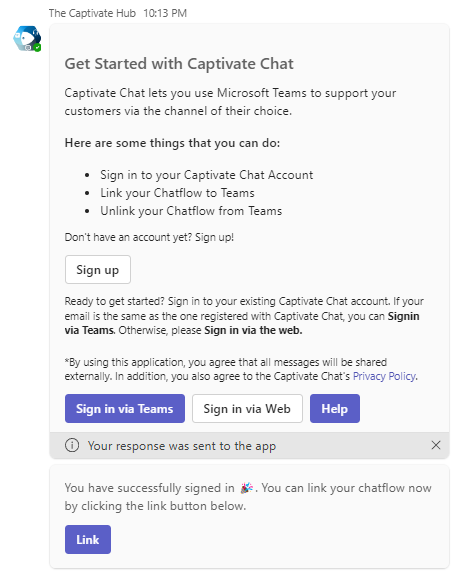 The Captivate Hub 10:13 PM
Get Started with Captivate Chat
Captivate Chat lets you use Microsoft Teams to support your
customers via the channel of their choice.
Here are some things that you can do:
• Sign in to your Captivate Chat Account
• Link your Chatflow to Teams
• Unlink your Chatflow from Teams
Don't have an account yet? Sign up!
Sign up
Ready to get started? Sign in to your existing Captivate Chat account. If your
email is the same as the one registered with Captivate Chat, you can Signin
via Teams. Otherwise, please Sign in via the web.
*By using this application, you agree that all messages will be shared
externally. In addition, you also agree to the Captivate Chat's Privacy Policy.
Sign in via Teams Sign in via Web Help
Your response was sent to the app
You have successfully signed in 🎉. You can link your chatflow now
by clicking the link button below.
Link